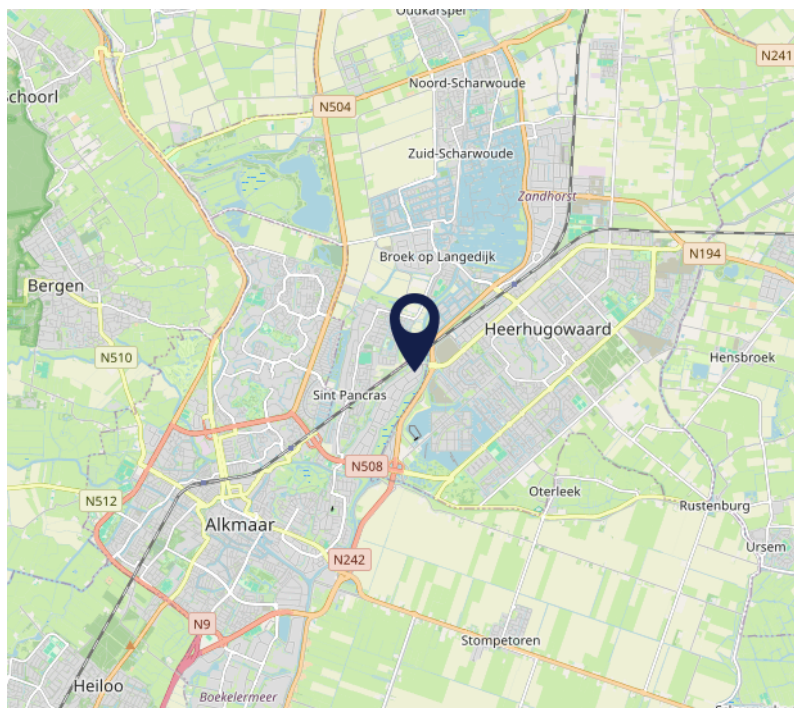 Oudkarspel
N241
Noord-Scharwoude
Schoorl
N504
Zuid-Scharwoude
Zandhorst
N194
Broek op Langedijk
Bergen
Heerhugowaard
N510
Hensbroek
Sint Pancras
N508
Oterleek
N512
Rustenburg
Alkmaar
Ursem
N242
N9
Stompetoren
Heiloo
Boekelermeer